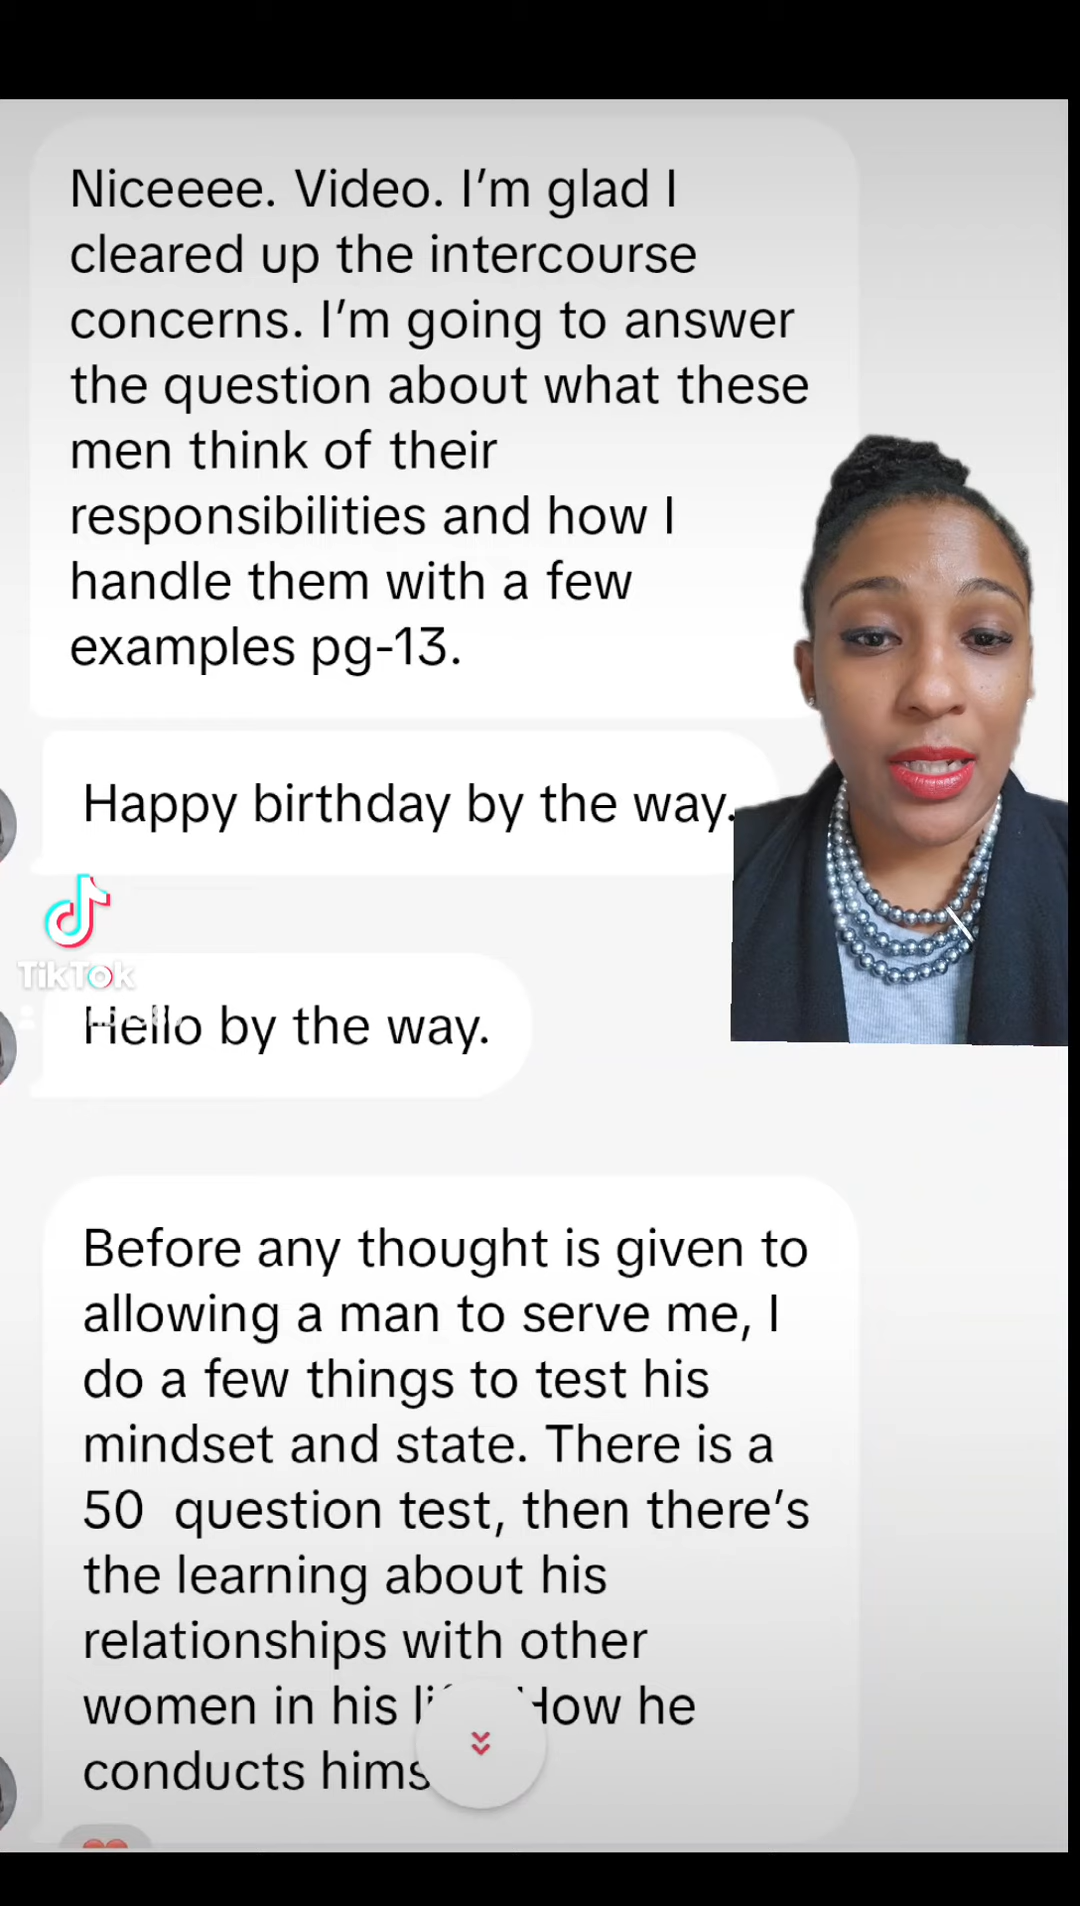 Niceeee. Video. I'm glad I
cleared up the intercourse
concerns. I'm going to answer
the question about what these
men think of their
responsibilities and how I
handle them with a few
examples pg-13.
Happy birthday by the way.
TikTok
Hello by the way.
Before any thought is given to
allowing a man to serve me, I
do a few things to test his
mindset and state. There is a
50 question test, then there's
the learning about his
relationships with other
women in his How he
conducts